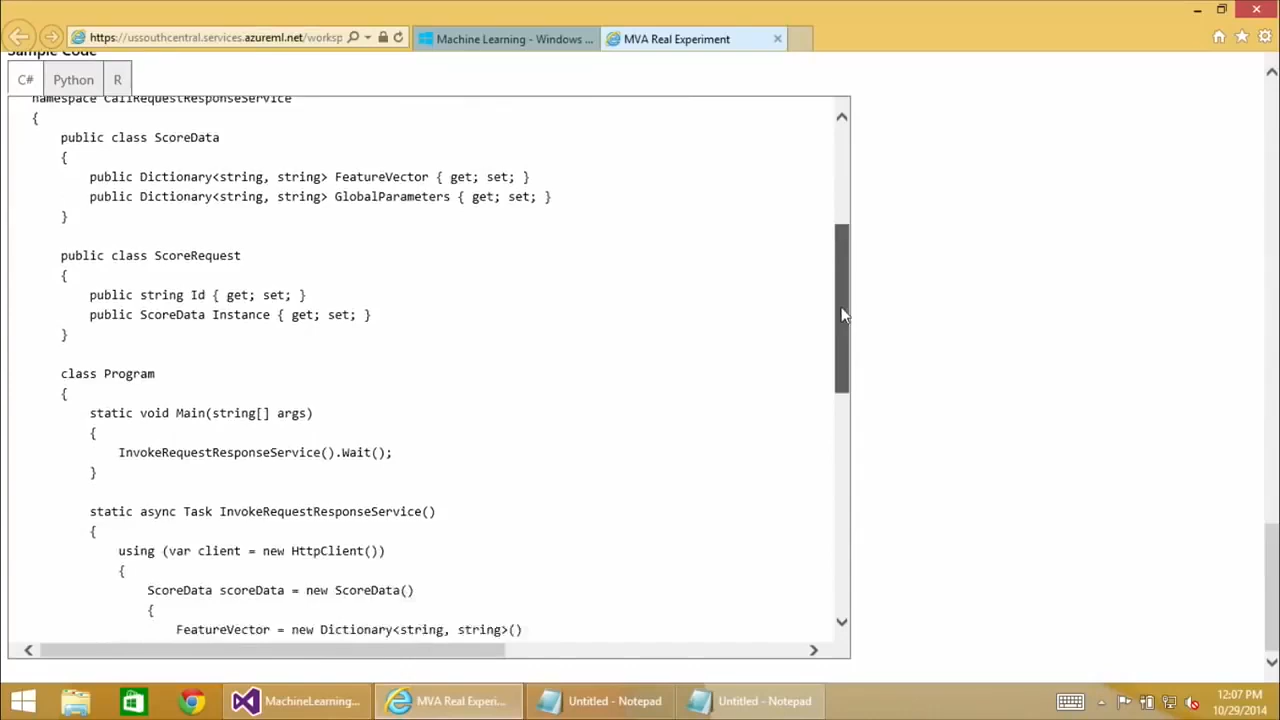 https://ussouthcentral.services.azureml.net/worksp
Machine Learning - Windows ...
MVA Real Experiment
Sample Code
C#
Python
R
namespace CallRequestResponseService
{
public class ScoreData
{
public Dictionary<string, string> FeatureVector { get; set; }
public Dictionary<string, string> GlobalParameters { get; set; }
}
public class ScoreRequest
{
public string Id { get; set; }
public ScoreData Instance { get; set; }
}
class Program
{
static void Main(string[] args)
{
InvokeRequestResponseService().Wait();
}
static async Task InvokeRequestResponseService()
{
using (var client = new HttpClient())
{
ScoreData scoreData = new ScoreData()
{
FeatureVector = new Dictionary<string, string>()
MachineLearning...
MVA Real Experi...
Untitled - Notepad
Untitled - Notepad
12:07 PM
10/29/2014